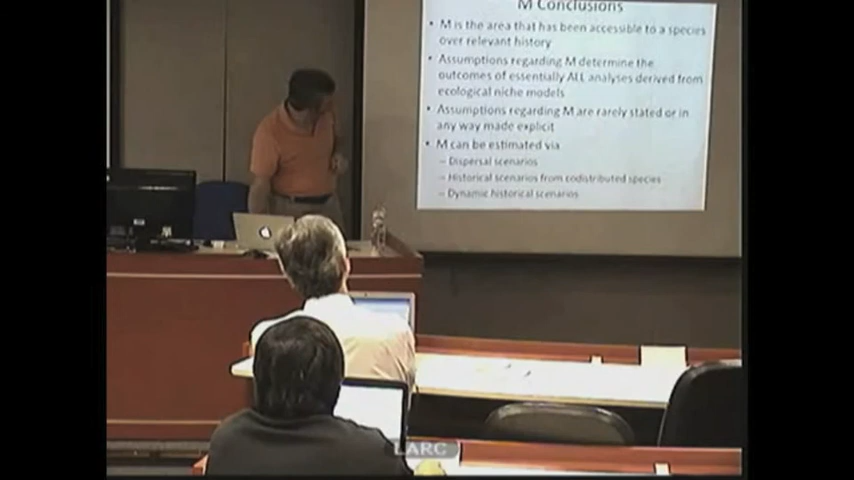 M Conclusions
• M is the area that has been accessible to a species
over relevant history
• Assumptions regarding M determine the
outcomes of essentially ALL analyses derived from
ecological niche models
• Assumptions regarding M are rarely stated or in
any way made explicit
• M can be estimated via
– Dispersal scenarios
– Historical scenarios from codistributed species
– Dynamic historical scenarios
LARC